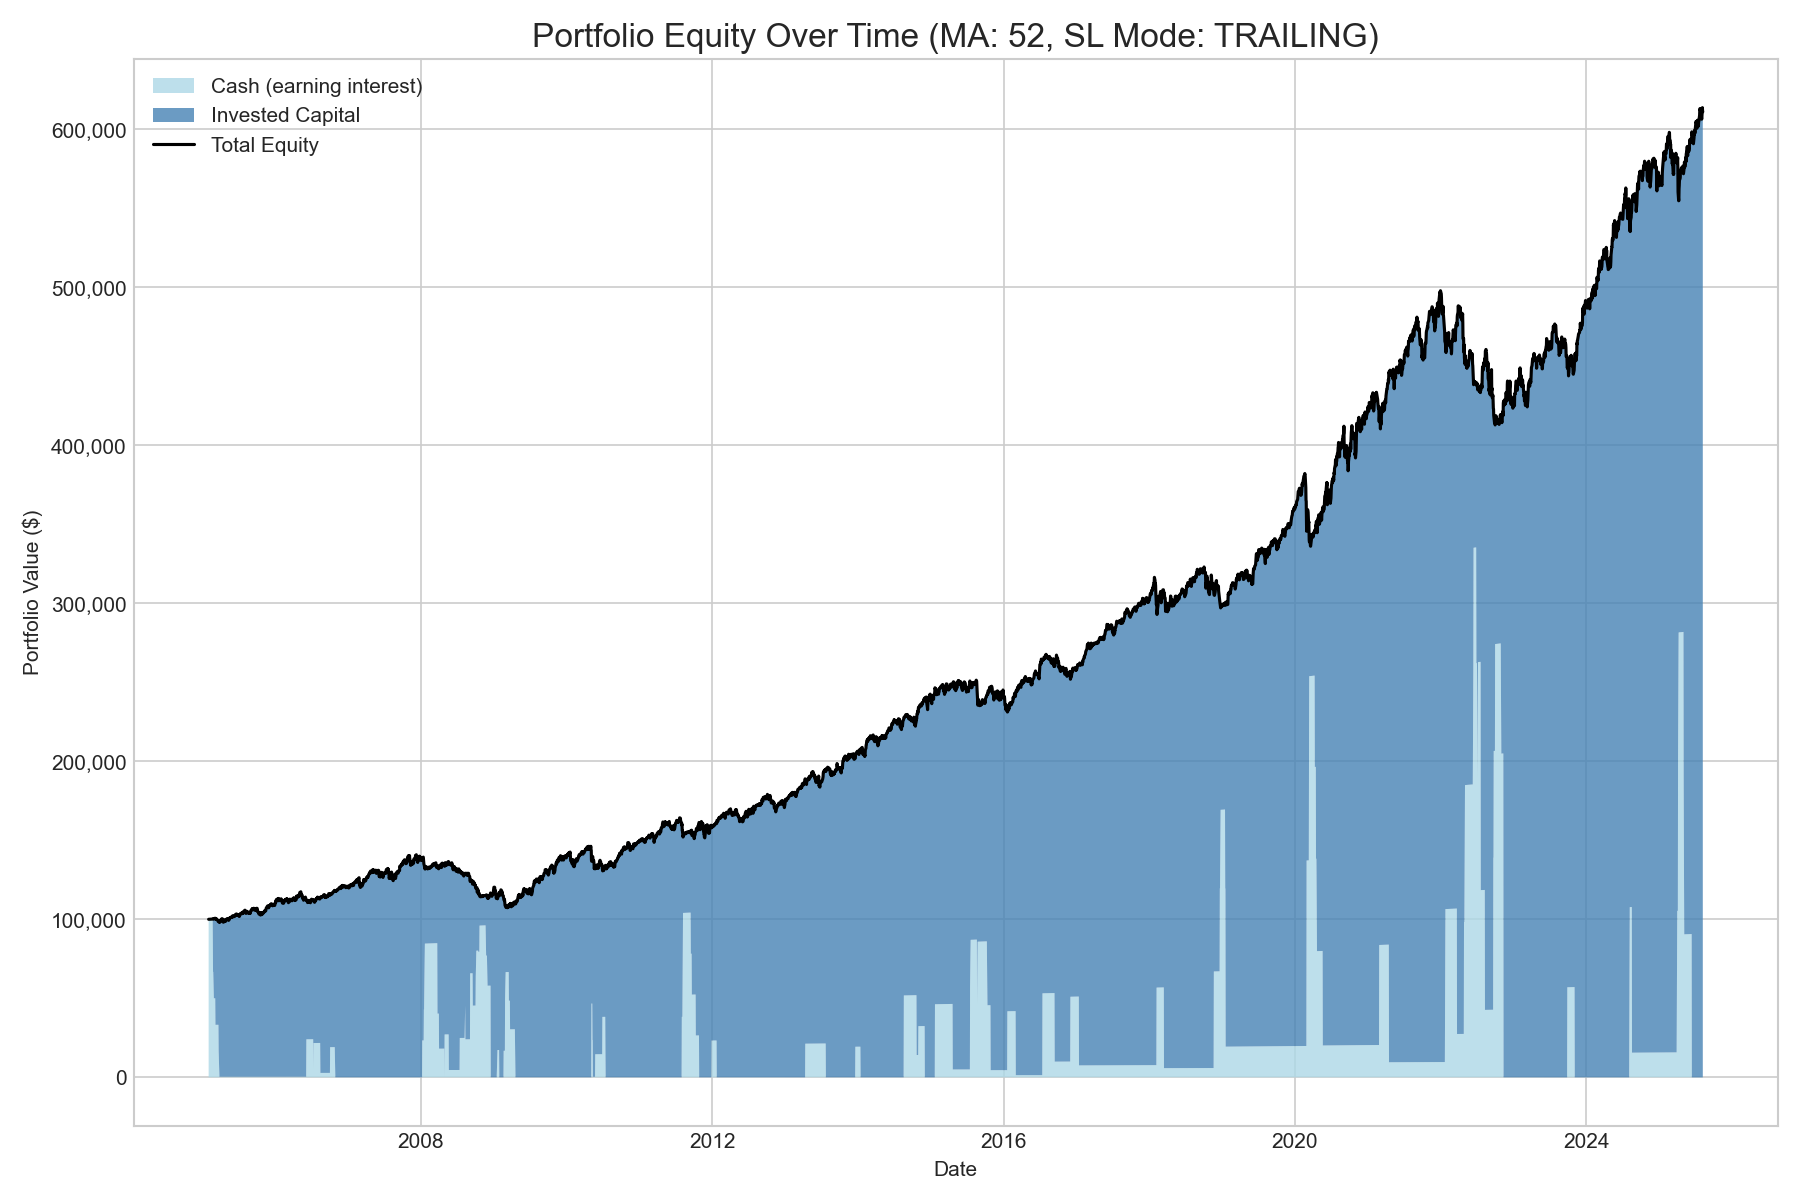 Portfolio Equity Over Time (MA: 52, SL Mode: TRAILING)
Cash (earning interest)
Invested Capital
Total Equity
600,000
500,000
400,000
300,000
200,000
100,000
0
Portfolio Value ($)
2008 2012 2016 2020 2024
Date